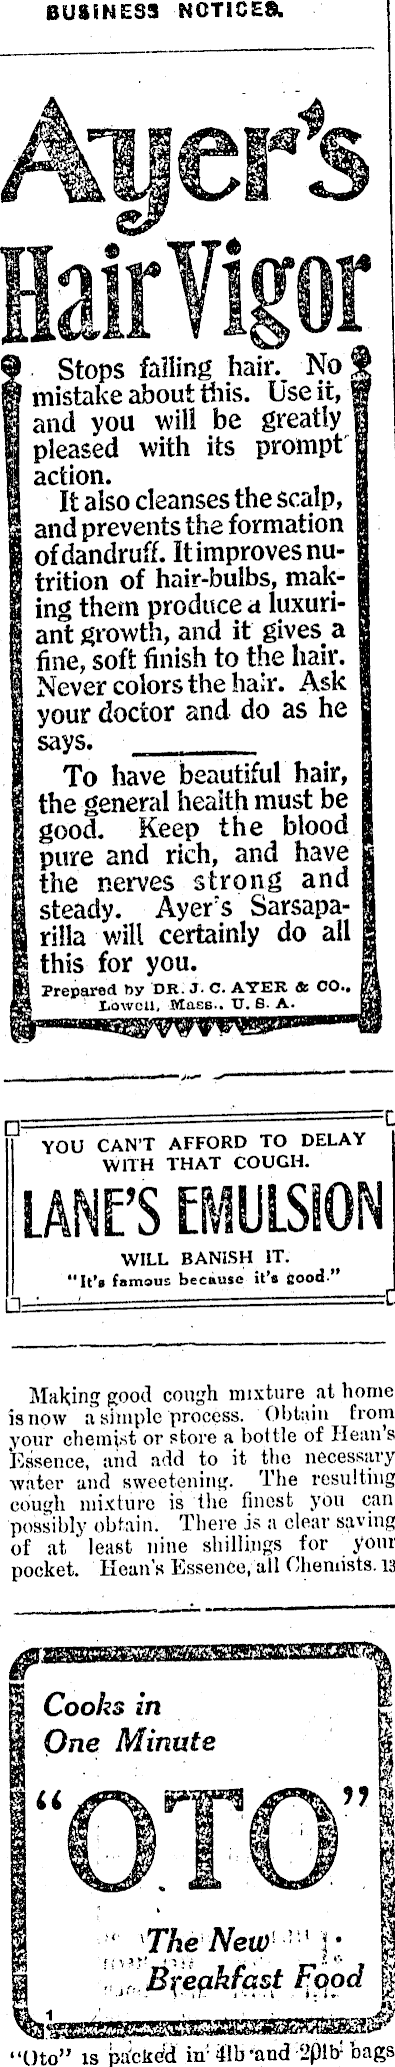 BUSINESS NOTICES.
Ayer's
Hair Vigor
Stops falling hair. No
mistake about this. Use it,
and you will be greatly
pleased with its prompt
action.
It also cleanses the scalp,
and prevents the formation
of dandruff. It improves nu-
trition of hair-bulbs, mak-
ing them produce a luxuri-
ant growth, and it gives a
fine, soft finish to the hair.
Never colors the hair. Ask
your doctor and do as he
says.
To have beautiful hair,
the general health must be
good. Keep the blood
pure and rich, and have
the nerves strong and
steady. Ayer's Sarsapa-
rilla will certainly do all
this for you.
Prepared by DR. J. C. AYER & CO.,
Lowell, Mass., U. S. A.
YOU CAN'T AFFORD TO DELAY
WITH THAT COUGH.
LANE'S EMULSION
WILL BANISH IT.
"It's famous because it's good."
Making good cough mixture at home
is now a simple process. Obtain from
your chemist or store a bottle of Hean's
Essence, and add to it the necessary
water and sweetening. The resulting
cough mixture is the finest you can
possibly obtain. There is a clear saving
of at least nine shillings for your
pocket. Hean's Essence, all Chemists. 13
Cooks in
One Minute
"OTO"
The New
Breakfast Food
1
"Oto" is packed in 4lb and 20lb bags